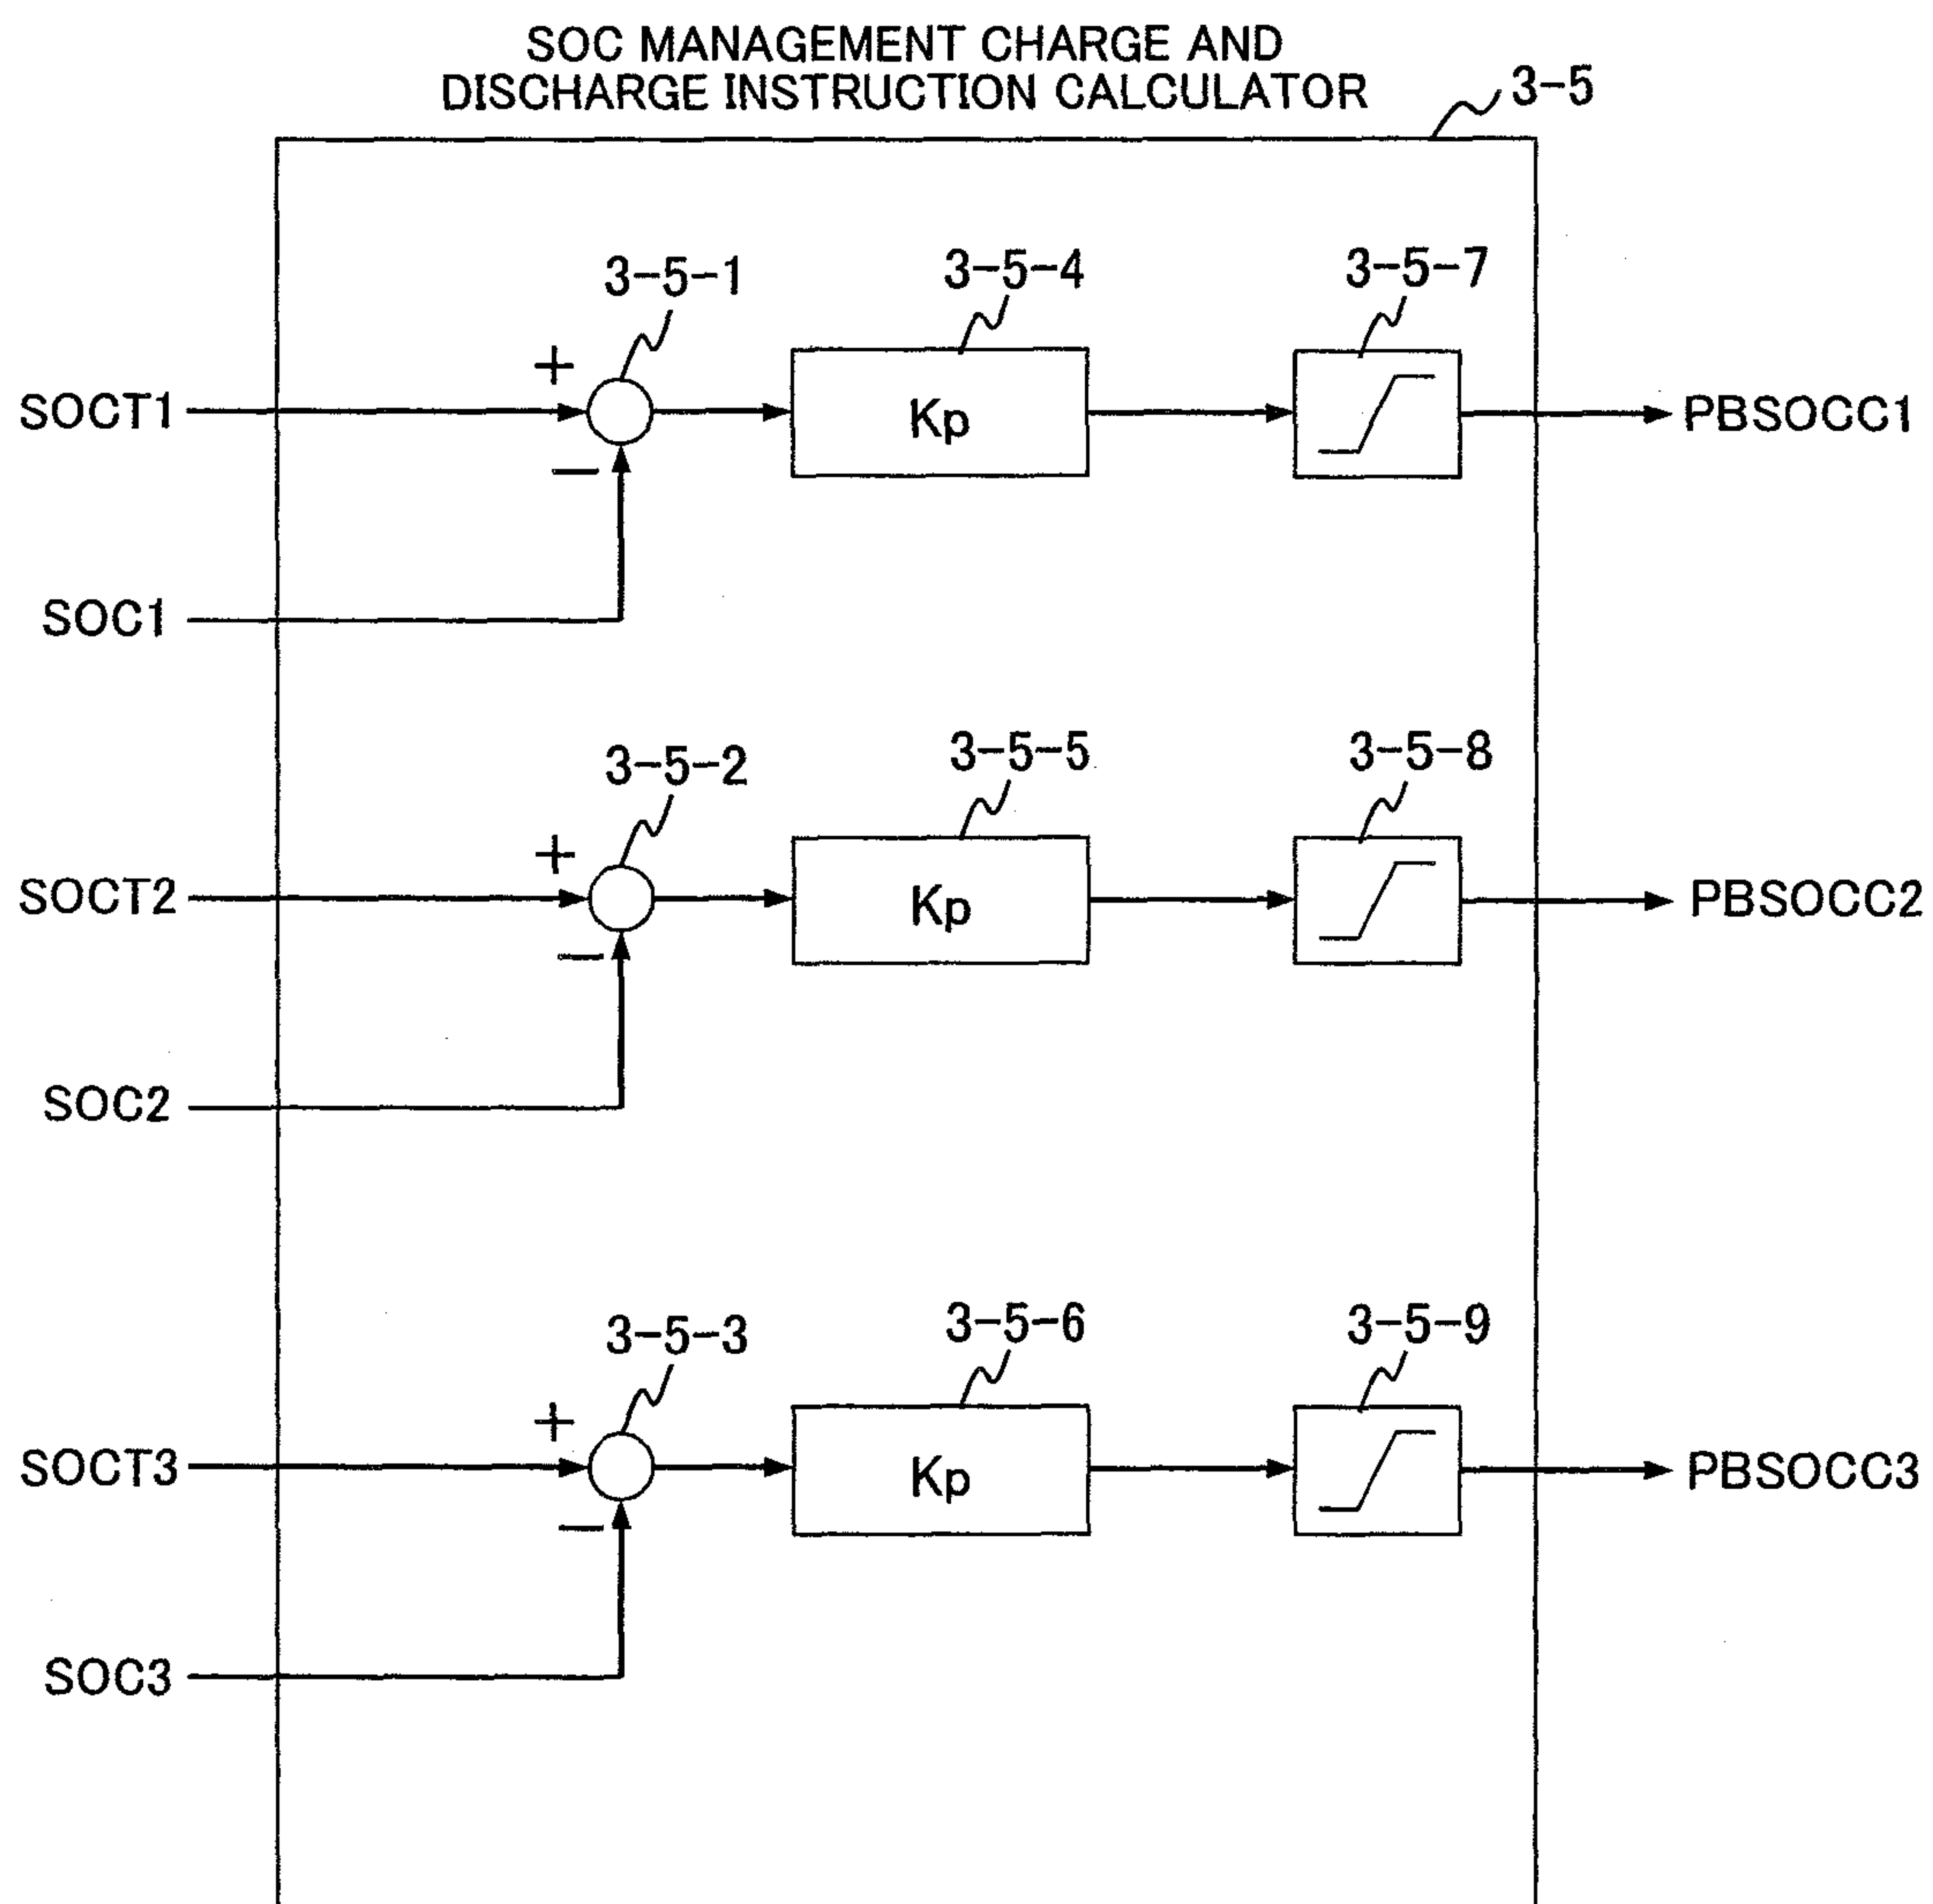 SOC MANAGEMENT CHARGE AND
DISCHARGE INSTRUCTION CALCULATOR
3-5
3-5-1
3-5-4
3-5-7
+
SOCT1
Kp
PBSOCC1
−
SOC1
3-5-2
3-5-5
3-5-8
+
SOCT2
Kp
PBSOCC2
−
SOC2
3-5-3
3-5-6
3-5-9
+
SOCT3
Kp
PBSOCC3
−
SOC3